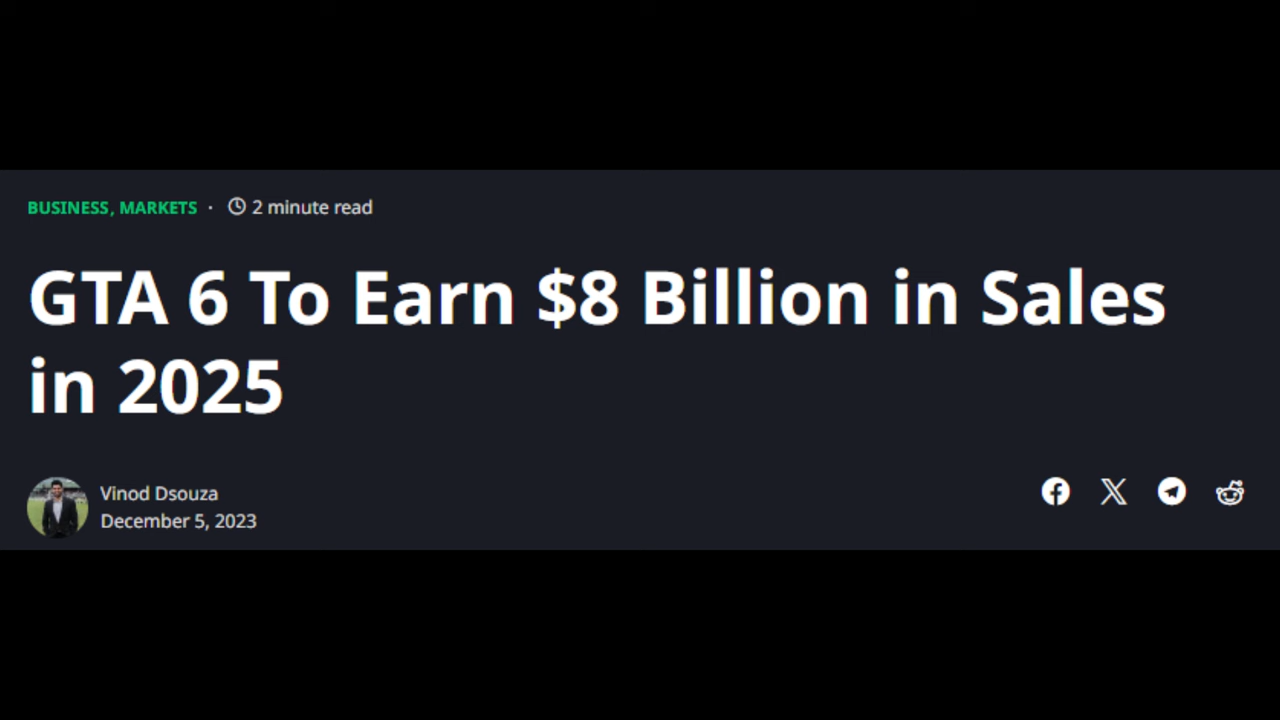 BUSINESS, MARKETS · 2 minute read
GTA 6 To Earn $8 Billion in Sales
in 2025
Vinod Dsouza
December 5, 2023